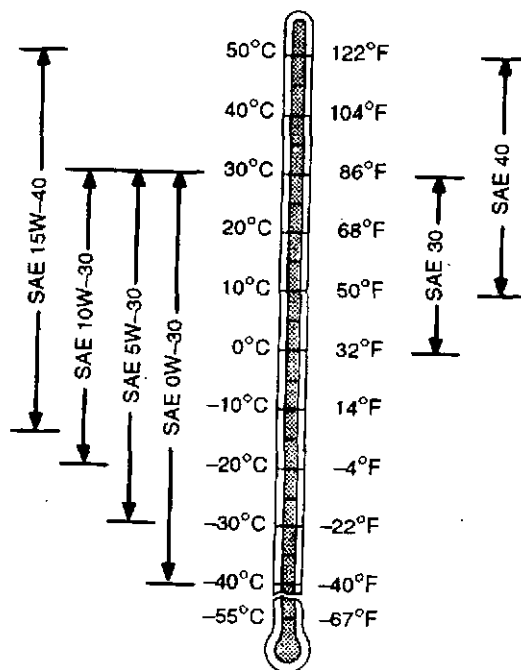 50°C 122°F
40°C 104°F
30°C 86°F
20°C 68°F
10°C 50°F
0°C 32°F
–10°C 14°F
–20°C –4°F
–30°C –22°F
–40°C –40°F
–55°C –67°F
SAE 15W–40
SAE 10W–30
SAE 5W–30
SAE 0W–30
SAE 30
SAE 40